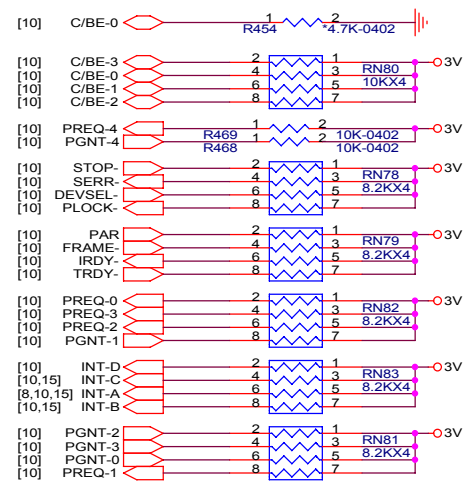 [10] C/BE-0 1 2
R454 *4.7K-0402
[10] C/BE-3 2 1 3V
[10] C/BE-0 4 3 RN80
[10] C/BE-1 6 5 10KX4
[10] C/BE-2 8 7
[10] PREQ-4 1 2 3V
R469 10K-0402
[10] PGNT-4 1 2
R468 10K-0402
[10] STOP- 2 1 3V
[10] SERR- 4 3 RN78
[10] DEVSEL- 6 5 8.2KX4
[10] PLOCK- 8 7
[10] PAR 2 1 3V
[10] FRAME- 4 3 RN79
[10] IRDY- 6 5 8.2KX4
[10] TRDY- 8 7
[10] PREQ-0 2 1 3V
[10] PREQ-3 4 3 RN82
[10] PREQ-2 6 5 8.2KX4
[10] PGNT-1 8 7
[10] INT-D 2 1 3V
[10,15] INT-C 4 3 RN83
[8,10,15] INT-A 6 5 8.2KX4
[10,15] INT-B 8 7
[10] PGNT-2 2 1 3V
[10] PGNT-3 4 3 RN81
[10] PGNT-0 6 5 8.2KX4
[10] PREQ-1 8 7